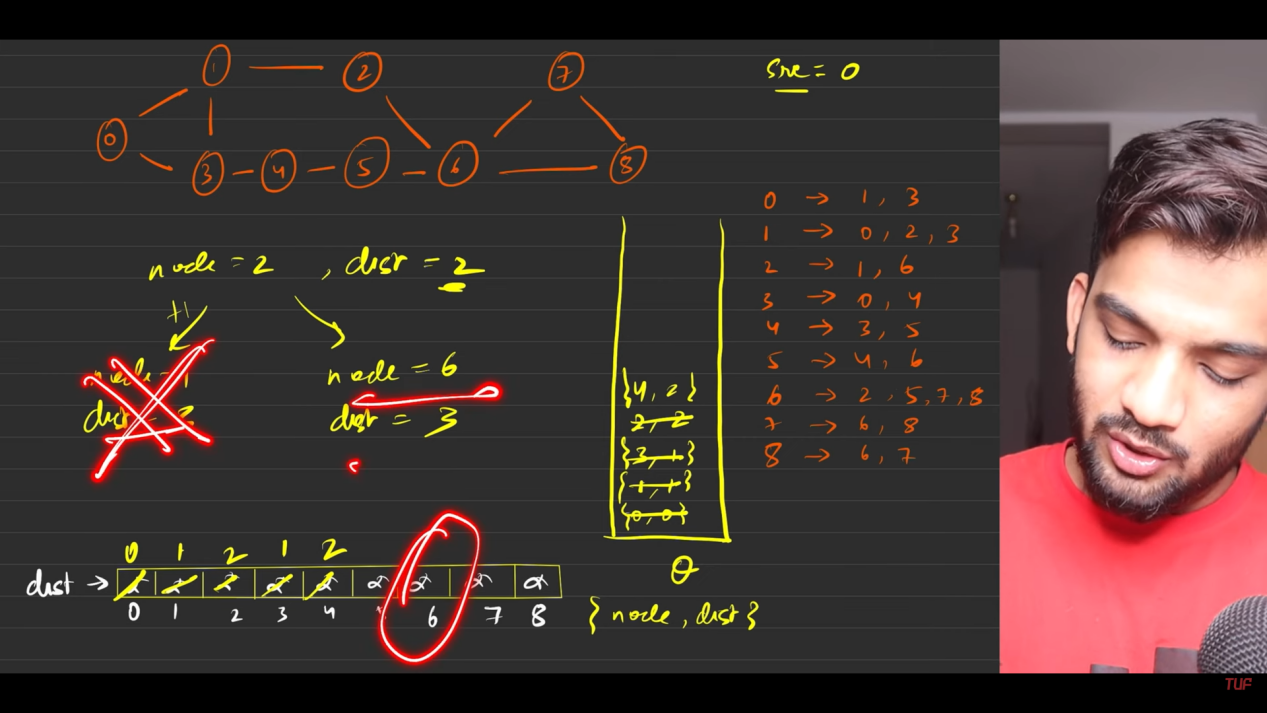 1 2 7
0
3 4 5 6 8
src = 0
node = 2 , dist = 2
+1
node = 6
dist = 3
{4, 2}
2, 2
{3, 1}
{1, 1}
{0, 0}
Q
{ node, dist }
0 → 1, 3
1 → 0, 2, 3
2 → 1, 6
3 → 0, 4
4 → 3, 5
5 → 4, 6
6 → 2, 5, 7, 8
7 → 6, 8
8 → 6, 7
0 1 2 1 2
dist → α α α α α α α α α
0 1 2 3 4 6 7 8
TUF